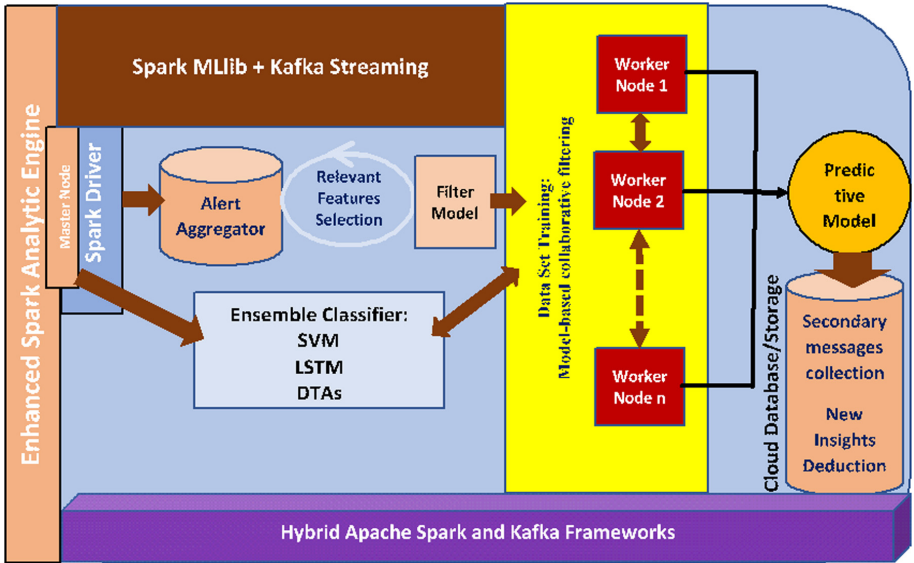 Enhanced Spark Analytic Engine
Master Node
Spark Driver
Spark MLlib + Kafka Streaming
Alert
Aggregator
Relevant
Features
Selection
Filter
Model
Ensemble Classifier:
SVM
LSTM
DTAs
Data Set Training:
Model-based collaborative filtering
Worker
Node 1
Worker
Node 2
Worker
Node n
Predic
tive
Model
Cloud Database/Storage
Secondary
messages
collection
New
Insights
Deduction
Hybrid Apache Spark and Kafka Frameworks